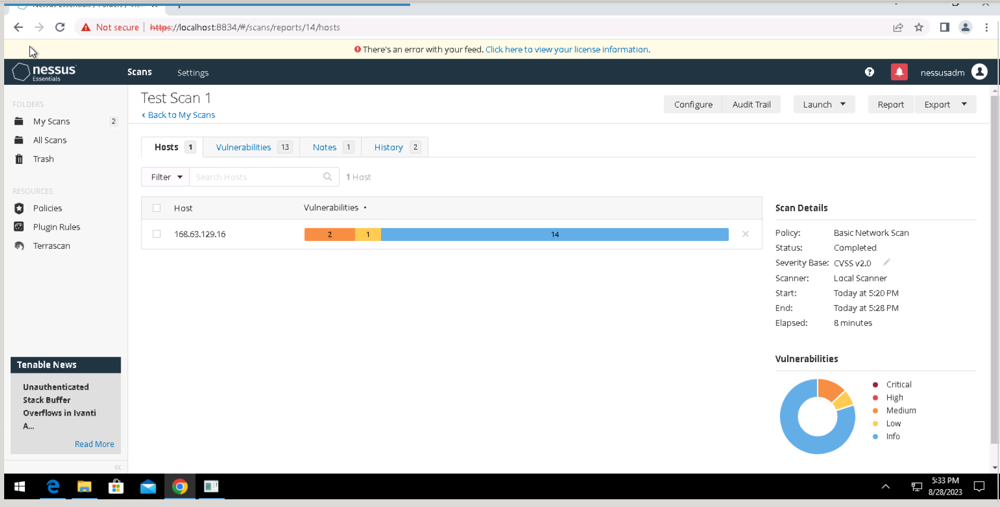 Not secure | https://localhost:8834/#/scans/reports/14/hosts
There's an error with your feed. Click here to view your license information.
nessus
Essentials
Scans
Settings
nessusadm
FOLDERS
My Scans 2
All Scans
Trash
RESOURCES
Policies
Plugin Rules
Terrascan
Tenable News
Unauthenticated
Stack Buffer
Overflows in Ivanti
A...
Read More
Test Scan 1
‹ Back to My Scans
Configure
Audit Trail
Launch
Report
Export
Hosts 1
Vulnerabilities 13
Notes 1
History 2
Filter
Search Hosts
1 Host
Host
Vulnerabilities
168.63.129.16
2
1
14
Scan Details
Policy: Basic Network Scan
Status: Completed
Severity Base: CVSS v2.0
Scanner: Local Scanner
Start: Today at 5:20 PM
End: Today at 5:28 PM
Elapsed: 8 minutes
Vulnerabilities
Critical
High
Medium
Low
Info
5:33 PM
8/28/2023